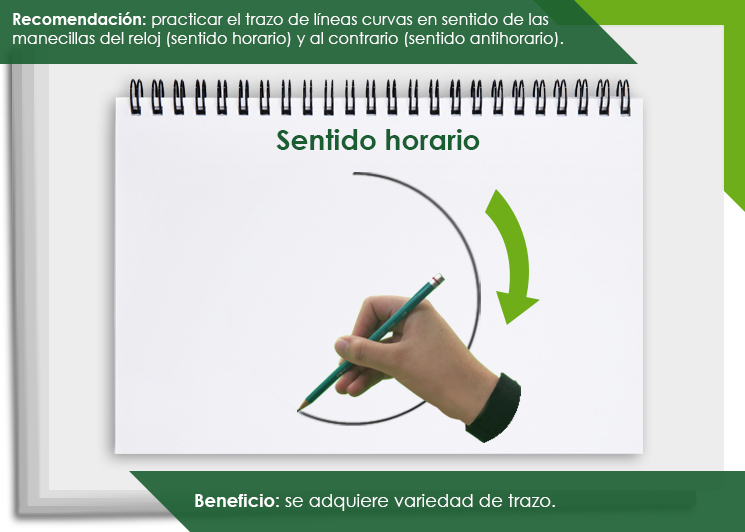 Recomendación: practicar el trazo de líneas curvas en sentido de las
manecillas del reloj (sentido horario) y al contrario (sentido antihorario).
Sentido horario
Beneficio: se adquiere variedad de trazo.